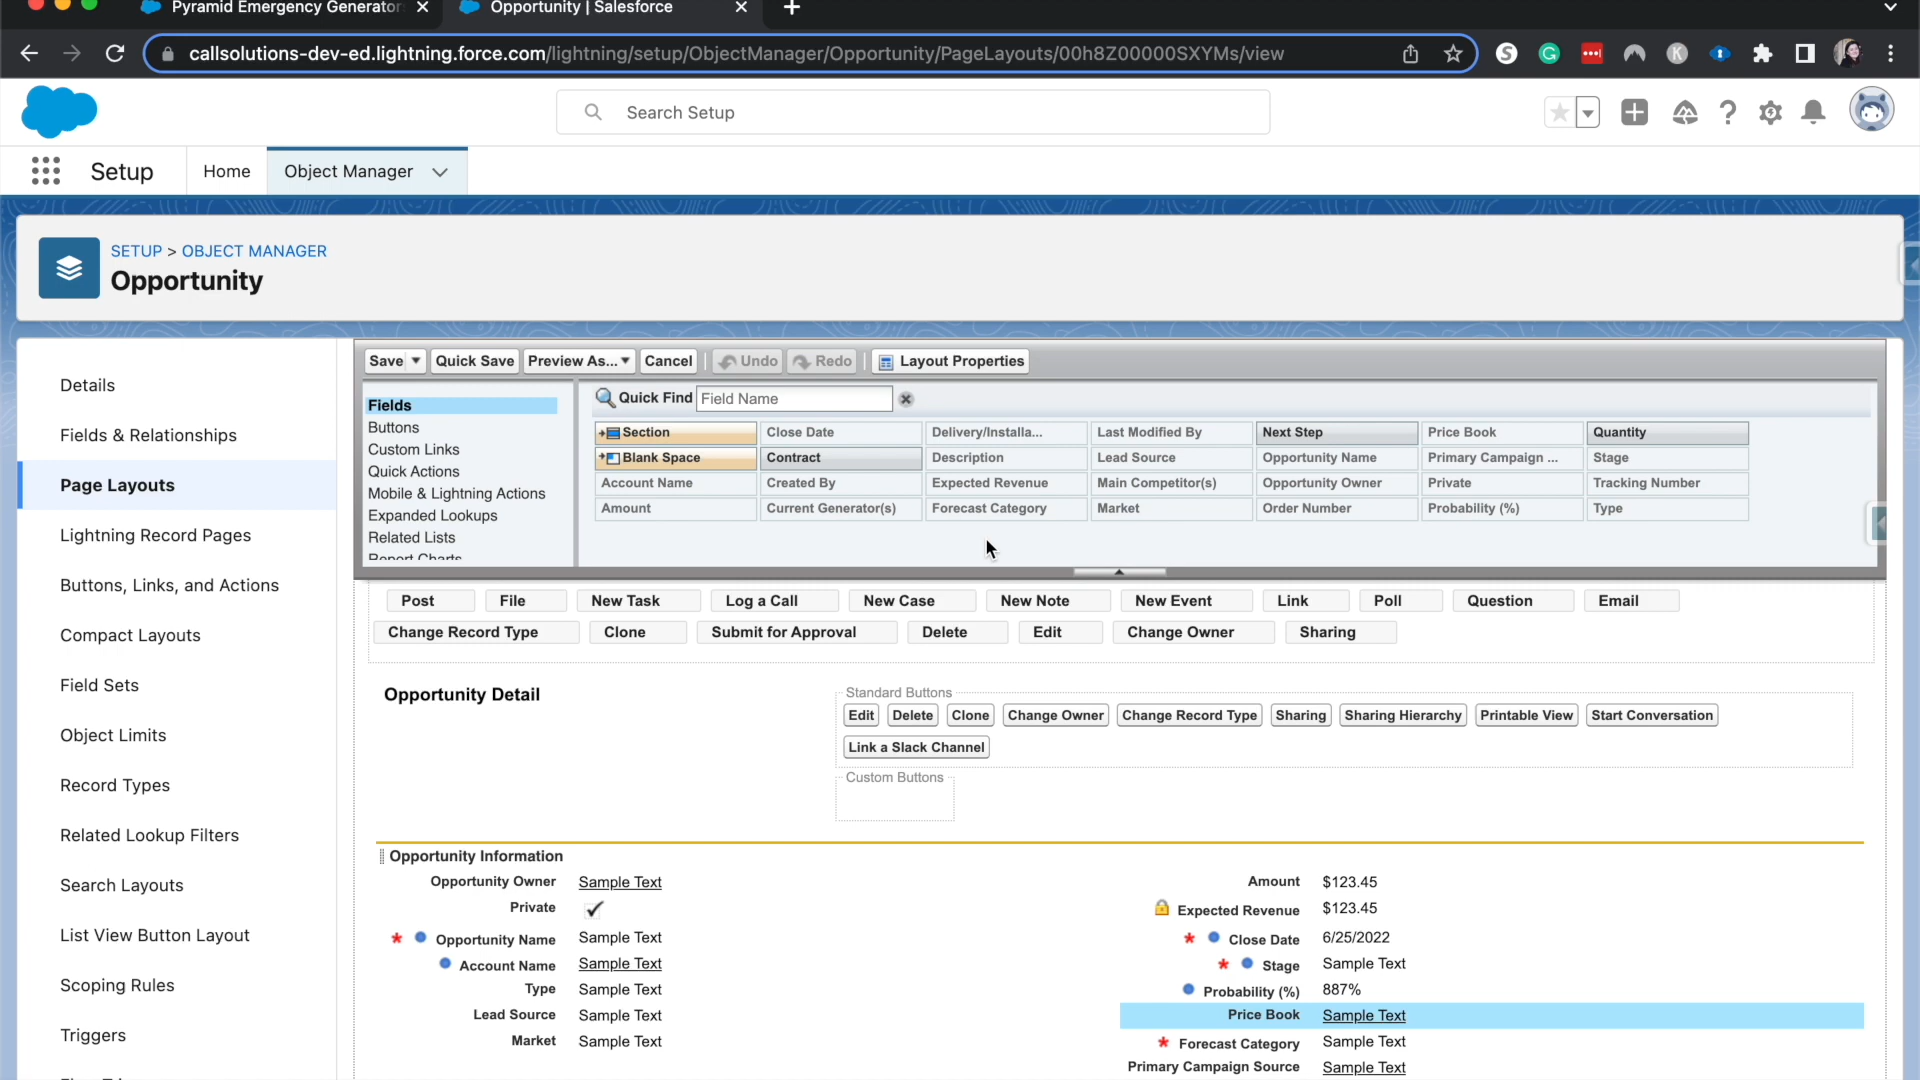 Pyramid Emergency Generator
Opportunity | Salesforce
callsolutions-dev-ed.lightning.force.com/lightning/setup/ObjectManager/Opportunity/PageLayouts/00h8Z00000SXYMs/view
Search Setup
Setup
Home
Object Manager
SETUP > OBJECT MANAGER
Opportunity
Details
Fields & Relationships
Page Layouts
Lightning Record Pages
Buttons, Links, and Actions
Compact Layouts
Field Sets
Object Limits
Record Types
Related Lookup Filters
Search Layouts
List View Button Layout
Scoping Rules
Triggers
Save Quick Save Preview As... Cancel Undo Redo Layout Properties
Fields
Buttons
Custom Links
Quick Actions
Mobile & Lightning Actions
Expanded Lookups
Related Lists
Report Charts
Quick Find Field Name
Section Close Date Delivery/Installa... Last Modified By Next Step Price Book Quantity
Blank Space Contract Description Lead Source Opportunity Name Primary Campaign ... Stage
Account Name Created By Expected Revenue Main Competitor(s) Opportunity Owner Private Tracking Number
Amount Current Generator(s) Forecast Category Market Order Number Probability (%) Type
Post File New Task Log a Call New Case New Note New Event Link Poll Question Email
Change Record Type Clone Submit for Approval Delete Edit Change Owner Sharing
Opportunity Detail
Standard Buttons
Edit Delete Clone Change Owner Change Record Type Sharing Sharing Hierarchy Printable View Start Conversation
Link a Slack Channel
Custom Buttons
Opportunity Information
Opportunity Owner Sample Text Amount $123.45
Private Expected Revenue $123.45
* Opportunity Name Sample Text * Close Date 6/25/2022
Account Name Sample Text * Stage Sample Text
Type Sample Text Probability (%) 887%
Lead Source Sample Text Price Book Sample Text
Market Sample Text * Forecast Category Sample Text
Primary Campaign Source Sample Text